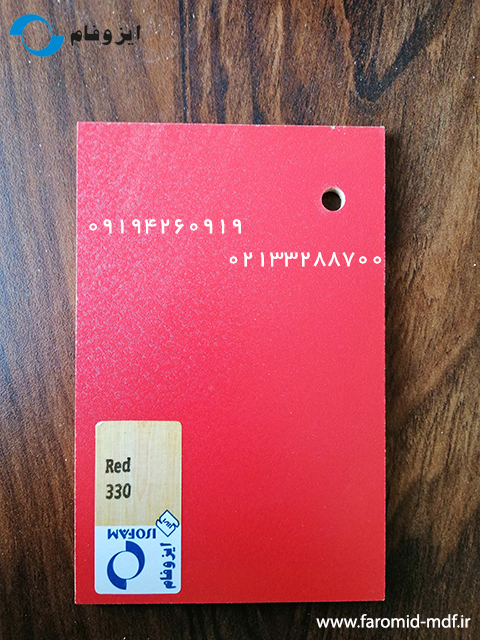 ایزوفام
۰۹۱۹۴۲۶۰۹۱۹
۰۲۱۳۳۲۸۸۷۰۰
Red
330
ISOFAM
ایزوفام
www.faromid-mdf.ir